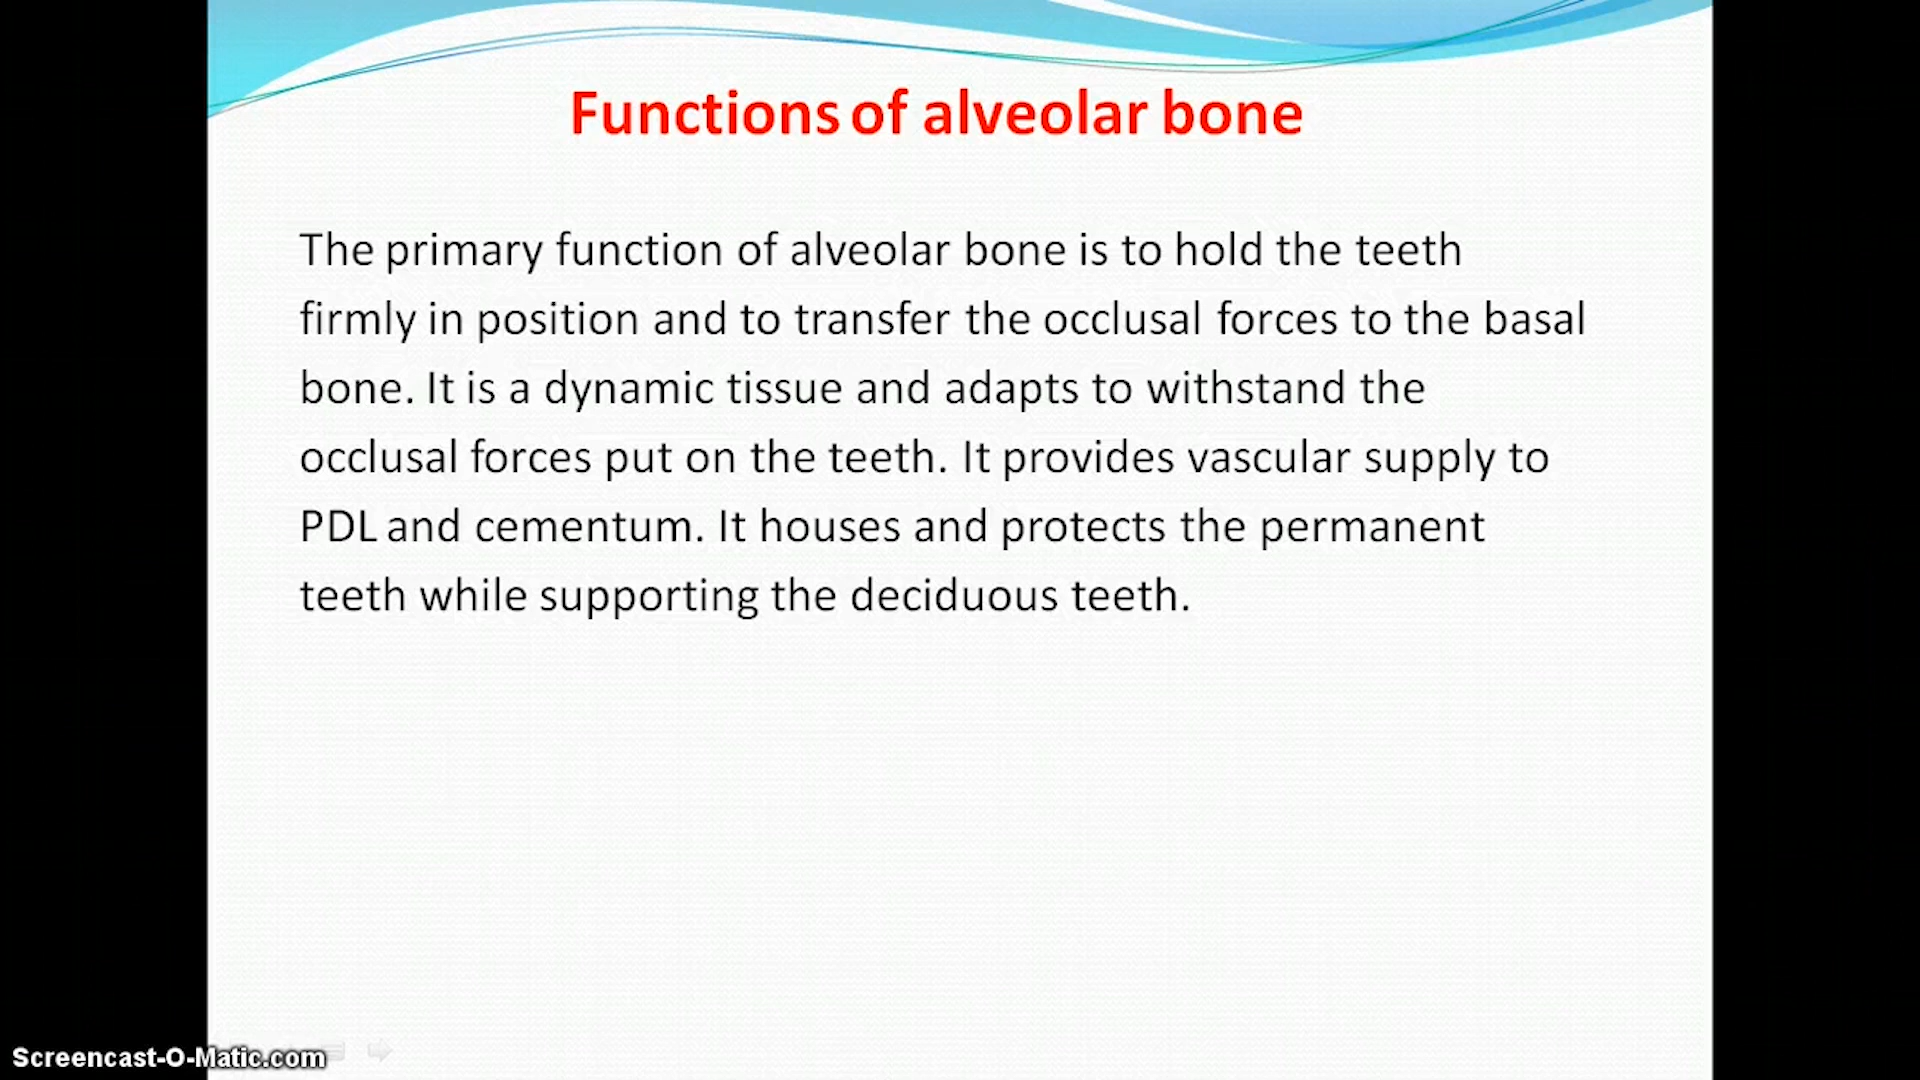 Functions of alveolar bone
The primary function of alveolar bone is to hold the teeth
firmly in position and to transfer the occlusal forces to the basal
bone. It is a dynamic tissue and adapts to withstand the
occlusal forces put on the teeth. It provides vascular supply to
PDL and cementum. It houses and protects the permanent
teeth while supporting the deciduous teeth.
Screencast-O-Matic.com